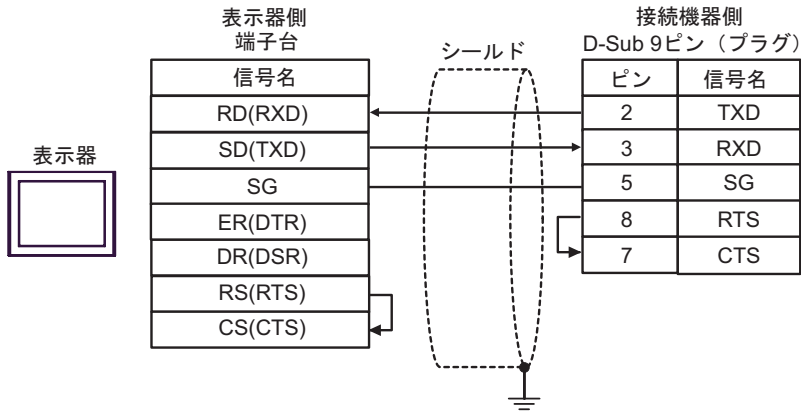 表示器側
端子台
接続機器側
D-Sub 9ピン（プラグ）
シールド
信号名
ピン 信号名
RD(RXD) 2 TXD
SD(TXD) 3 RXD
表示器
SG 5 SG
ER(DTR) 8 RTS
DR(DSR) 7 CTS
RS(RTS)
CS(CTS)